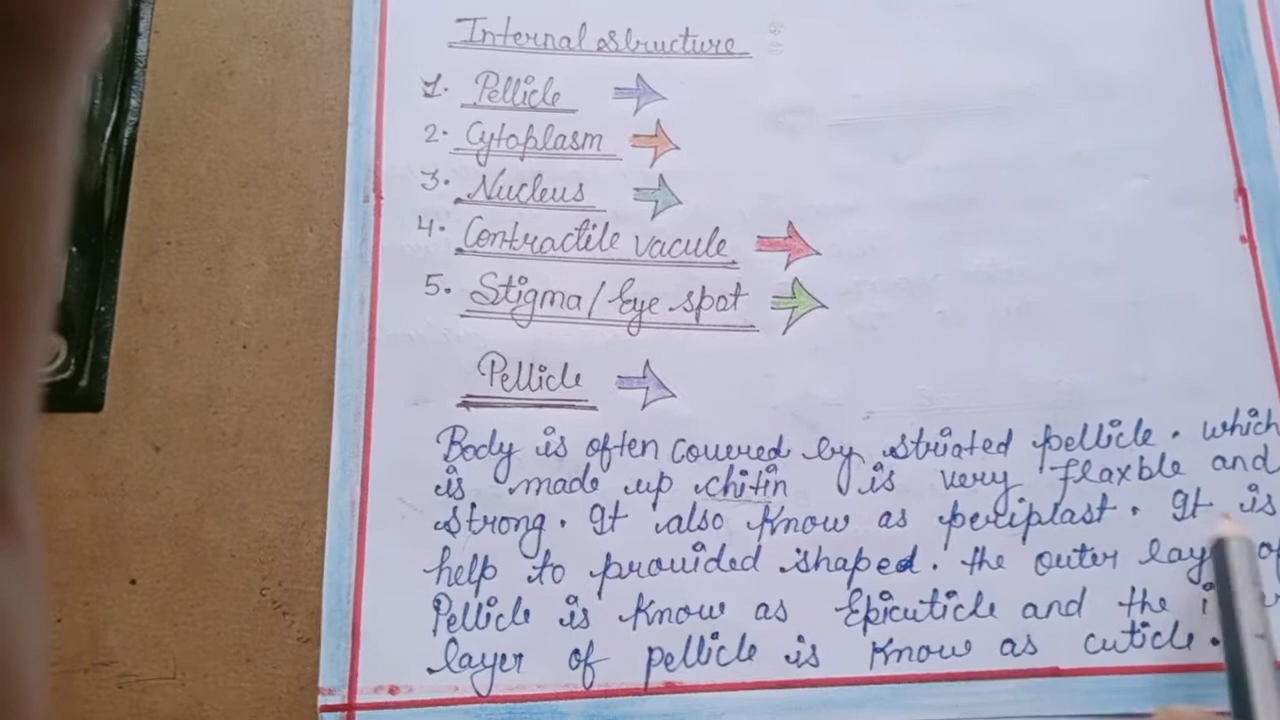 Internal structure
1. Pellicle
2. Cytoplasm
3. Nucleus
4. Contractile vacule
5. Stigma/Eye spot
Pellicle
Body is often covered by striated pellicle. which
is made up chitin is very flaxble and
strong. It also know as periplast. It is
help to provided shaped. the outer layer of
Pellicle is know as Epicuticle and the
layer of pellicle is know as cuticle.